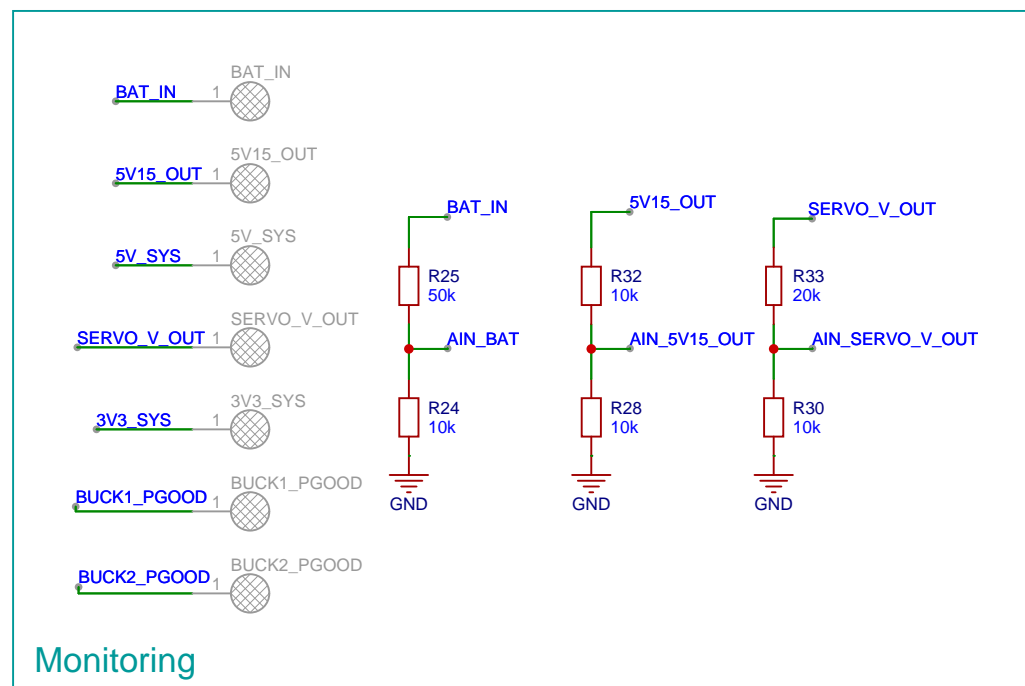 BAT_IN
BAT_IN 1
5V15_OUT
5V15_OUT 1
5V_SYS
5V_SYS 1
SERVO_V_OUT
SERVO_V_OUT 1
3V3_SYS
3V3_SYS 1
BUCK1_PGOOD
BUCK1_PGOOD 1
BUCK2_PGOOD
BUCK2_PGOOD 1
BAT_IN
R25
50k
AIN_BAT
R24
10k
GND
5V15_OUT
R32
10k
AIN_5V15_OUT
R28
10k
GND
SERVO_V_OUT
R33
20k
AIN_SERVO_V_OUT
R30
10k
GND
Monitoring